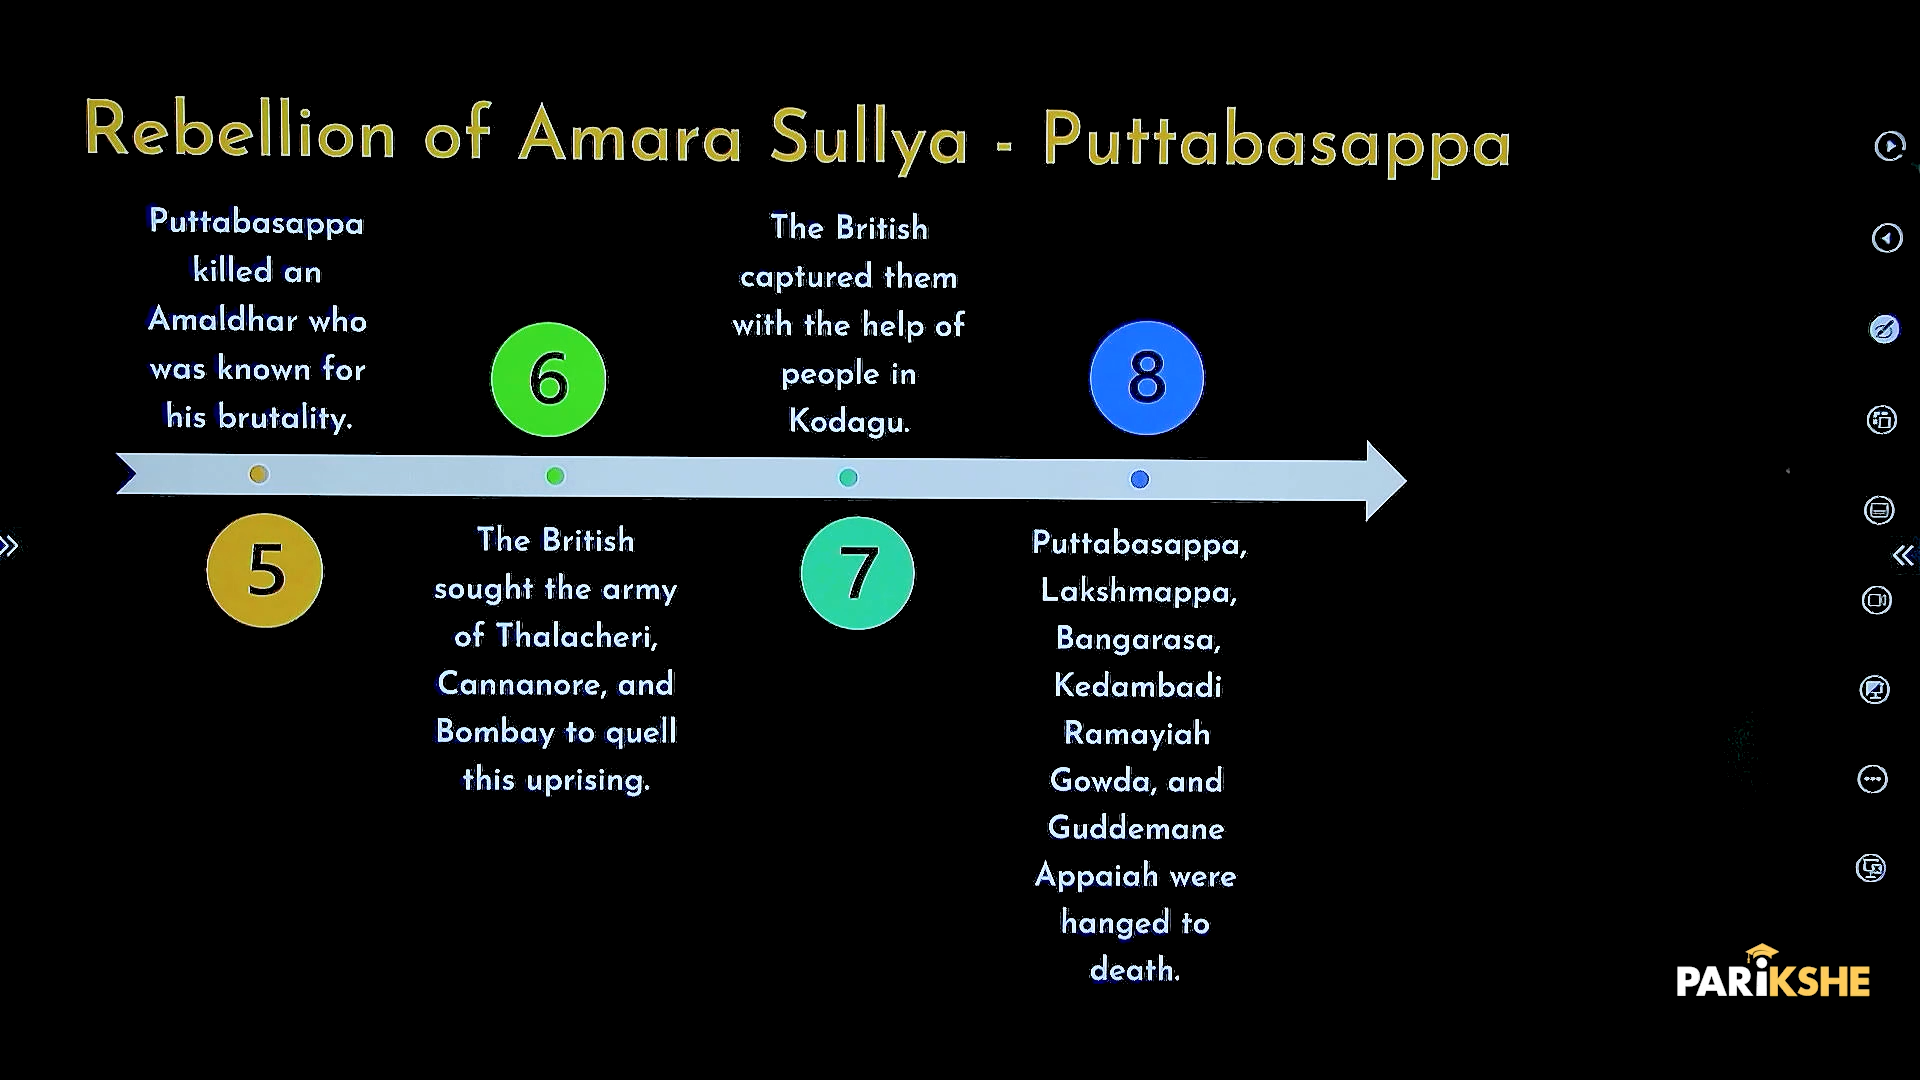 Rebellion of Amara Sullya - Puttabasappa
Puttabasappa
killed an
Amaldhar who
was known for
his brutality.
5
6
The British
sought the army
of Thalacheri,
Cannanore, and
Bombay to quell
this uprising.
The British
captured them
with the help of
people in
Kodagu.
7
8
Puttabasappa,
Lakshmappa,
Bangarasa,
Kedambadi
Ramayiah
Gowda, and
Guddemane
Appaiah were
hanged to
death.
PARIKSHE